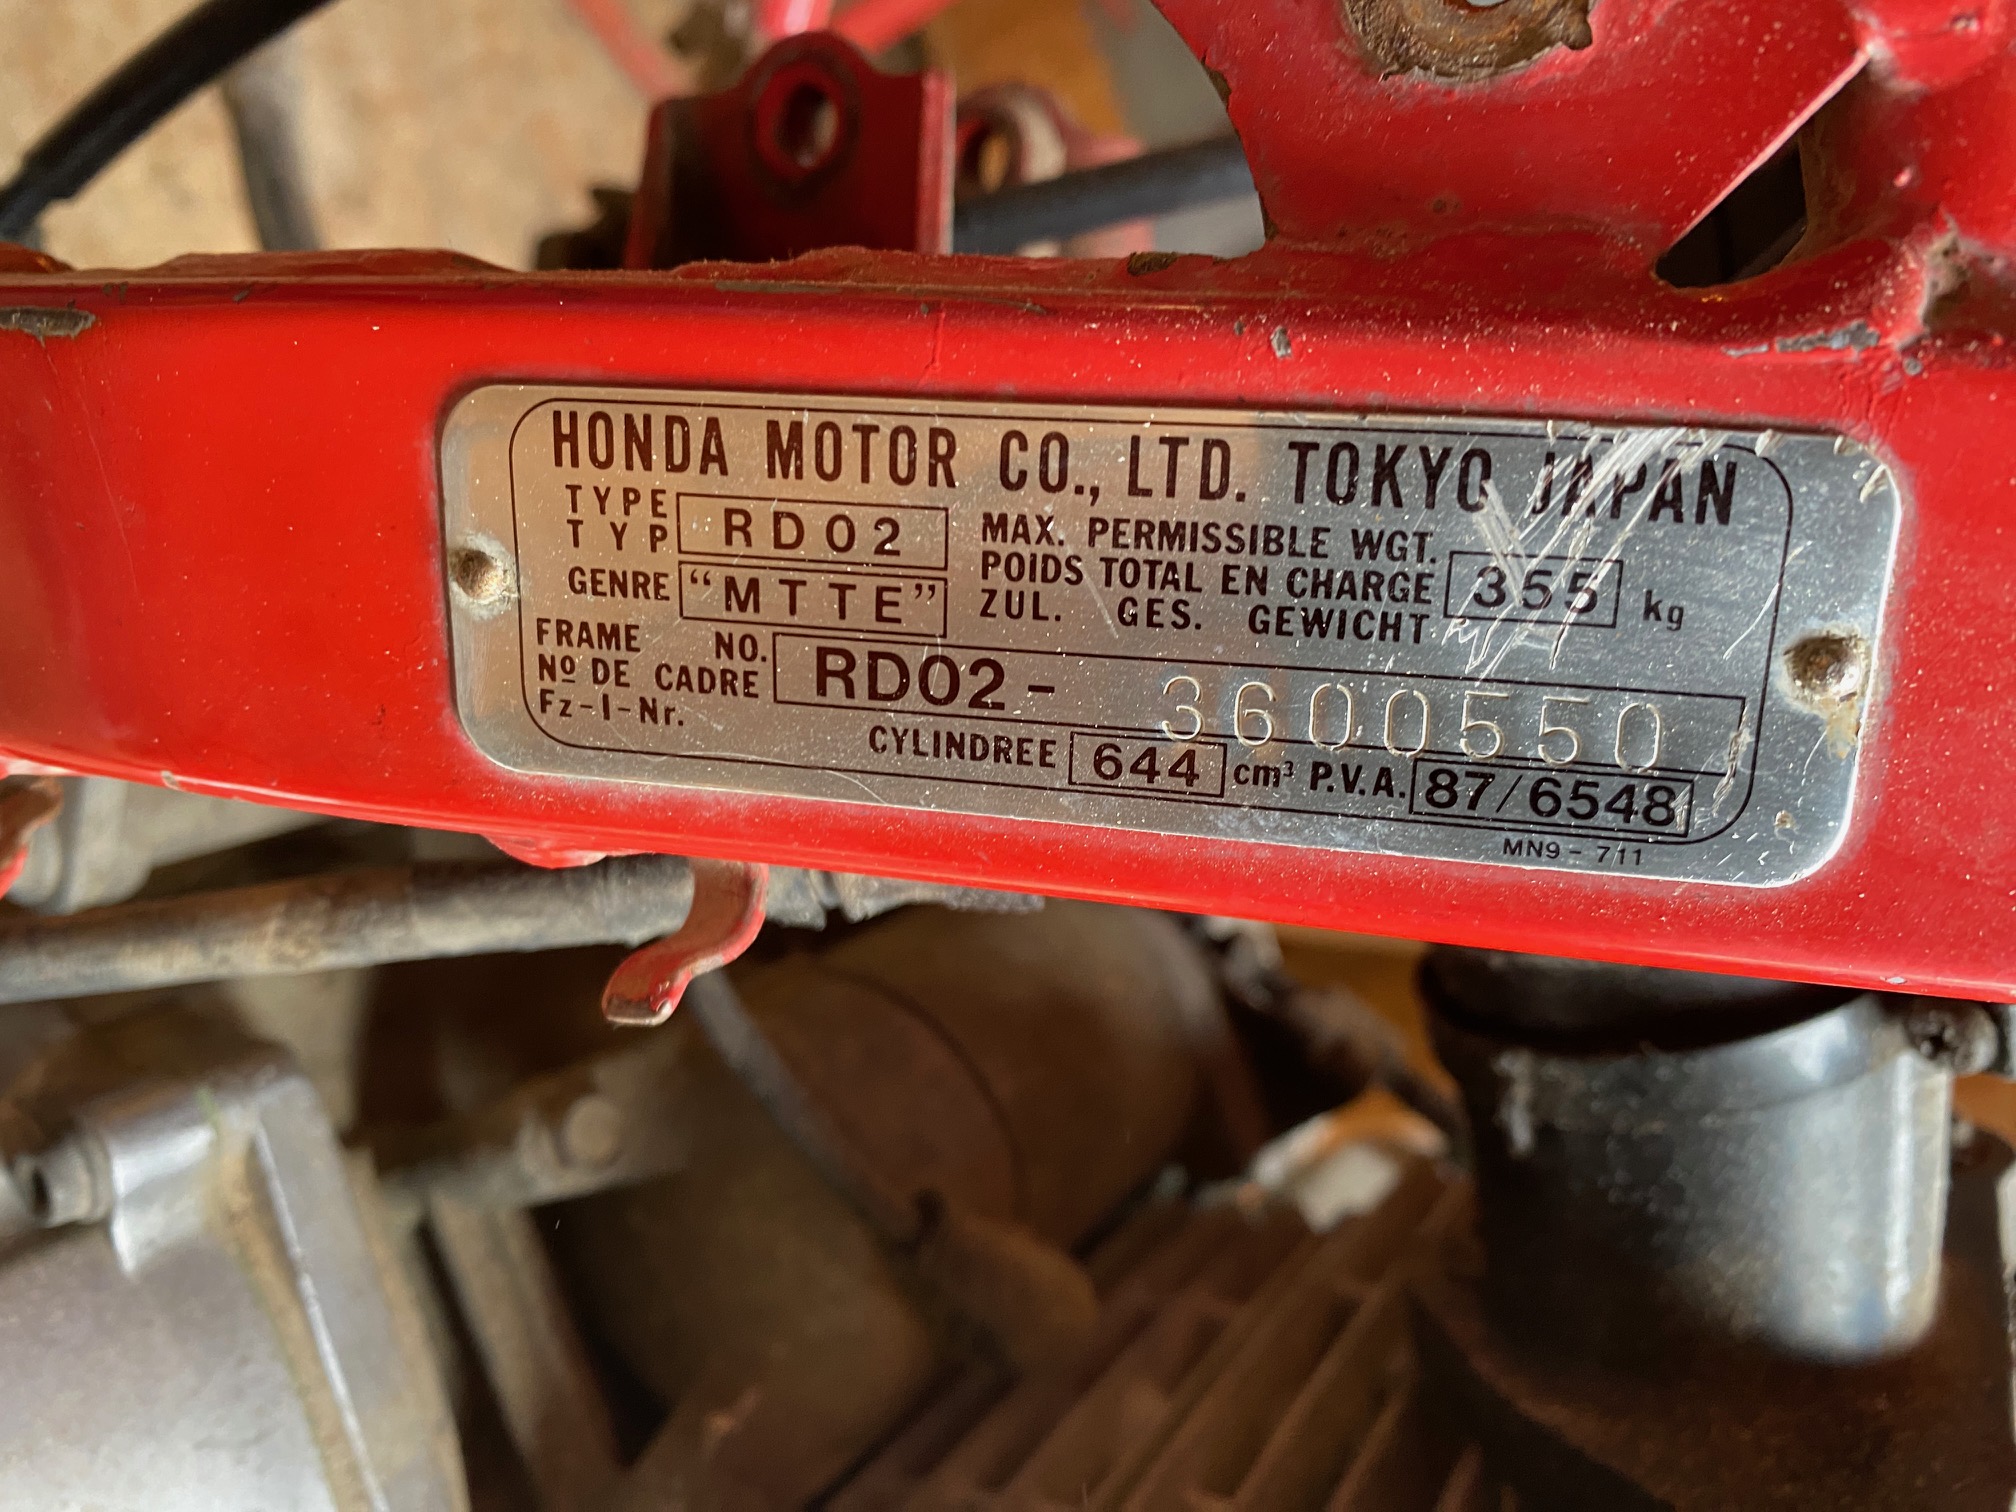 HONDA MOTOR CO., LTD. TOKYO JAPAN
TYPE
TYP
RD02
GENRE
"MTTE"
MAX. PERMISSIBLE WGT.
POIDS TOTAL EN CHARGE
ZUL. GES. GEWICHT
355 kg
FRAME NO.
Nº DE CADRE
Fz-I-Nr.
RD02- 3600550
CYLINDREE 644 cm³ P.V.A. 87/6548
MN9-711